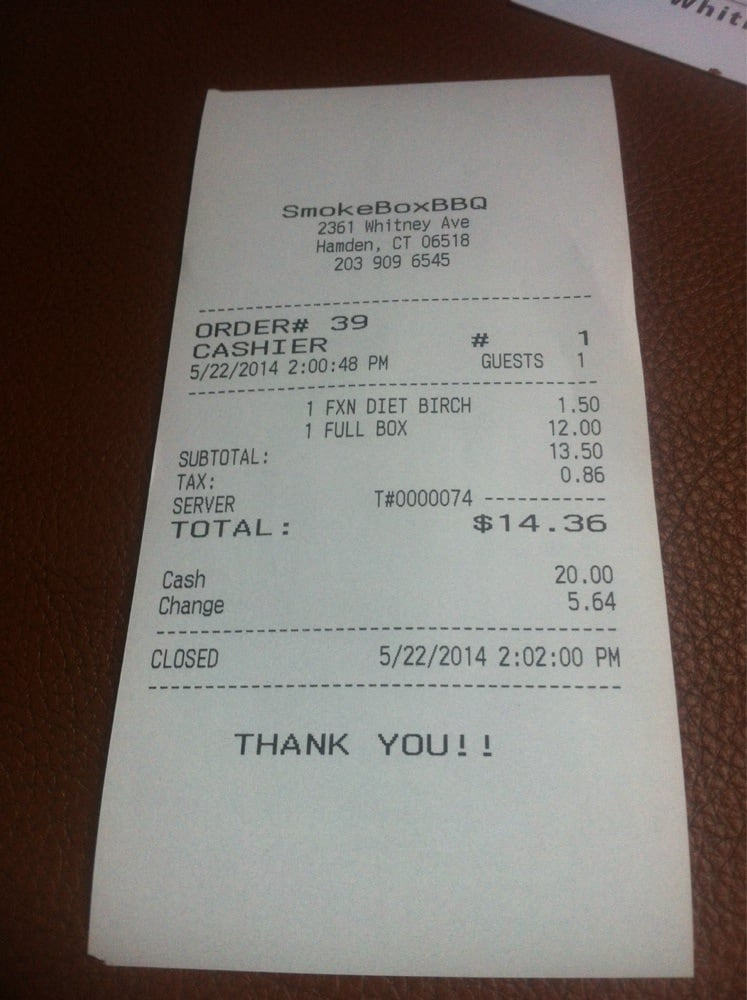 Whit
SmokeBoxBBQ
2361 Whitney Ave
Hamden, CT 06518
203 909 6545
ORDER# 39
CASHIER # 1
5/22/2014 2:00:48 PM GUESTS 1
1 FXN DIET BIRCH 1.50
1 FULL BOX 12.00
SUBTOTAL: 13.50
TAX: 0.86
SERVER T#0000074 -----------
TOTAL: $14.36
Cash 20.00
Change 5.64
CLOSED 5/22/2014 2:02:00 PM
THANK YOU!!